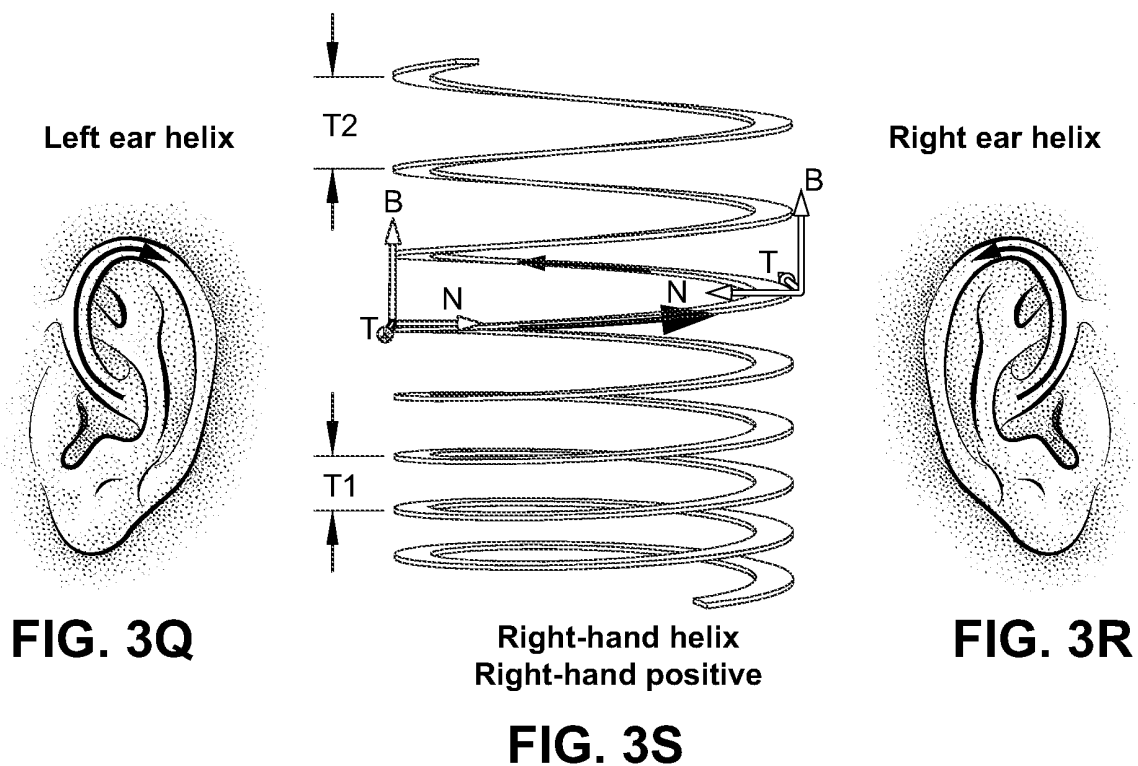 T2
Left ear helix
Right ear helix
B
B
T
N
N
T
T1
FIG. 3Q
Right-hand helix
Right-hand positive
FIG. 3R
FIG. 3S